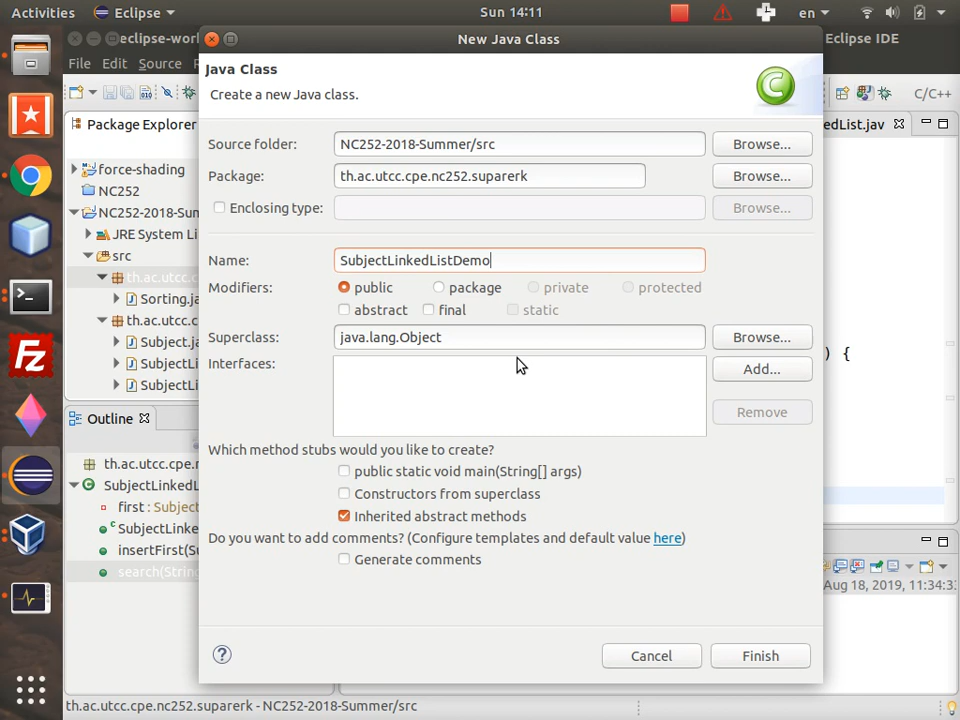 Activities Eclipse Sun 14:11 en
eclipse-wor New Java Class Eclipse IDE
File Edit Source
Java Class
Create a new Java class.
C/C++
Package Explorer
edList.jav
Source folder: NC252-2018-Summer/src Browse...
Package: th.ac.utcc.cpe.nc252.suparerk Browse...
Enclosing type: Browse...
force-shading
NC252
NC252-2018-Sum
JRE System Li
src
th.ac.utcc.cp
Sorting.ja
th.ac.utcc.cp
Subject.ja
SubjectLi
SubjectLi
Name: SubjectLinkedListDemo
Modifiers: public package private protected
abstract final static
Superclass: java.lang.Object Browse...
) {
Interfaces: Add...
Remove
Outline
th.ac.utcc.cpe.n
SubjectLinkedL
first : Subject
SubjectLinke
insertFirst(Su
search(String
Which method stubs would you like to create?
public static void main(String[] args)
Constructors from superclass
Inherited abstract methods
Do you want to add comments? (Configure templates and default value here)
Generate comments
Aug 18, 2019, 11:34:3
? Cancel Finish
th.ac.utcc.cpe.nc252.suparerk - NC252-2018-Summer/src